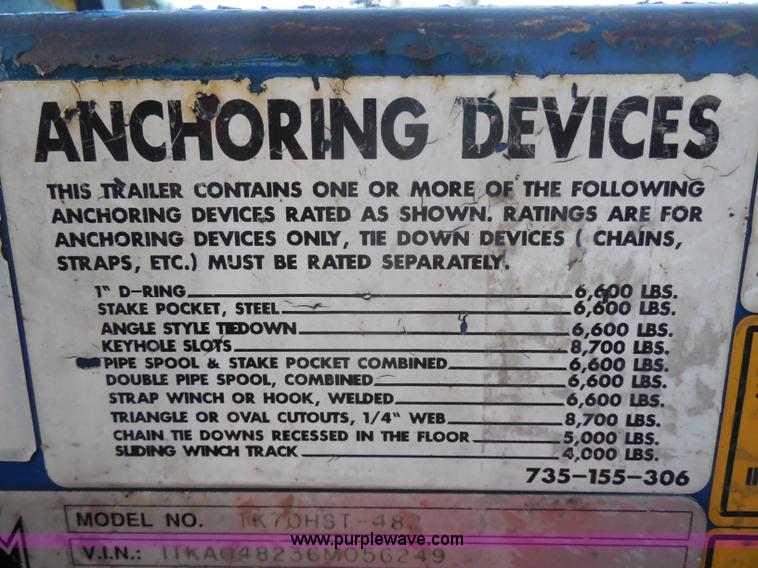 ANCHORING DEVICES
THIS TRAILER CONTAINS ONE OR MORE OF THE FOLLOWING
ANCHORING DEVICES RATED AS SHOWN. RATINGS ARE FOR
ANCHORING DEVICES ONLY, TIE DOWN DEVICES ( CHAINS,
STRAPS, ETC.) MUST BE RATED SEPARATELY.
1" D-RING 6,600 LBS.
STAKE POCKET, STEEL 6,600 LBS.
ANGLE STYLE TIEDOWN 6,600 LBS.
KEYHOLE SLOTS 8,700 LBS.
PIPE SPOOL & STAKE POCKET COMBINED 6,600 LBS.
DOUBLE PIPE SPOOL, COMBINED 6,600 LBS.
STRAP WINCH OR HOOK, WELDED 6,600 LBS.
TRIANGLE OR OVAL CUTOUTS, 1/4" WEB 8,700 LBS.
CHAIN TIE DOWNS RECESSED IN THE FLOOR 5,000 LBS.
SLIDING WINCH TRACK 4,000 LBS.
735-155-306
MODEL NO. TK70HST-482
V.I.N.: 1TKA048236M056249
www.purplewave.com